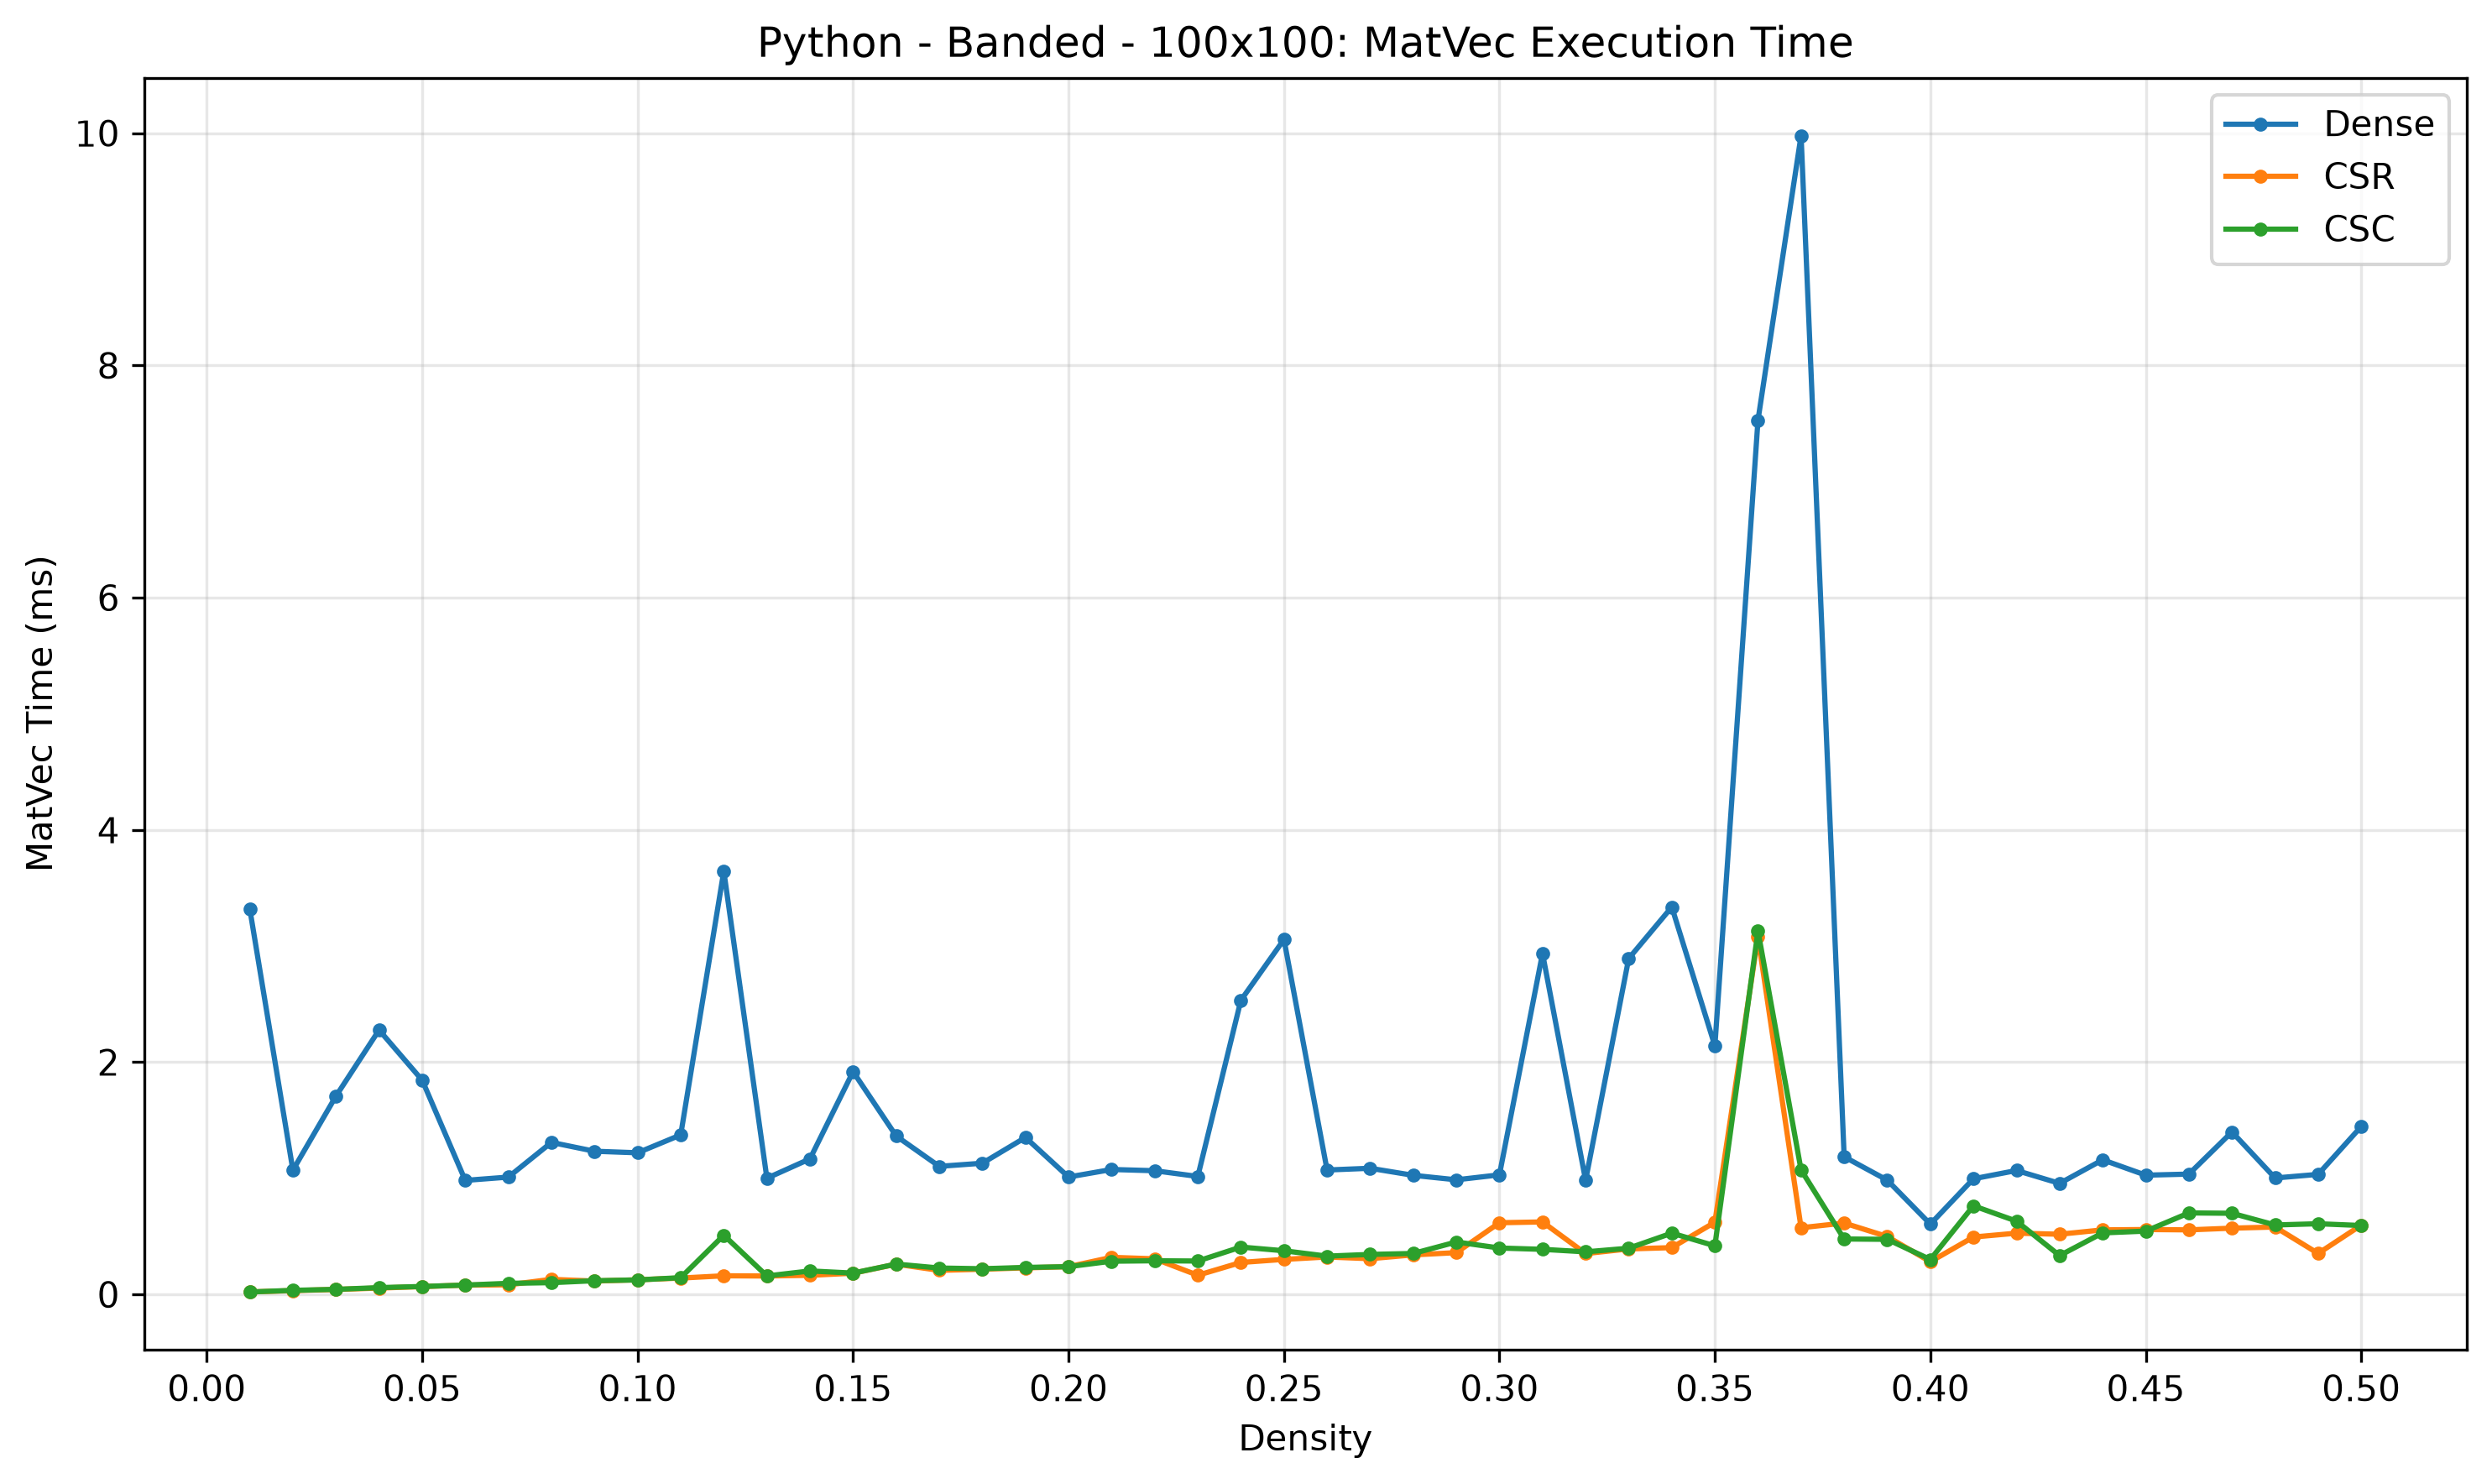 Python - Banded - 100x100: MatVec Execution Time
Dense
CSR
CSC
MatVec Time (ms)
10
8
6
4
2
0
0.00 0.05 0.10 0.15 0.20 0.25 0.30 0.35 0.40 0.45 0.50
Density